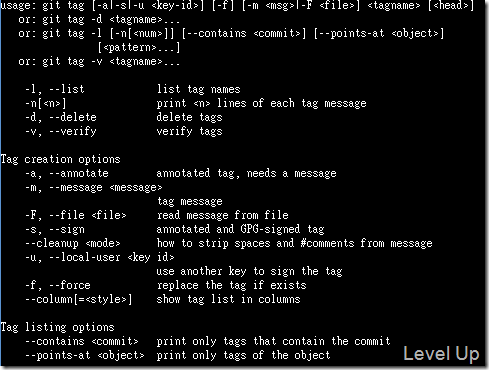 usage: git tag [-a|-s|-u <key-id>] [-f] [-m <msg>|-F <file>] <tagname> [<head>]
or: git tag -d <tagname>...
or: git tag -l [-n[<num>]] [--contains <commit>] [--points-at <object>]
[<pattern>...]
or: git tag -v <tagname>...
-l, --list list tag names
-n[<n>] print <n> lines of each tag message
-d, --delete delete tags
-v, --verify verify tags
Tag creation options
-a, --annotate annotated tag, needs a message
-m, --message <message>
tag message
-F, --file <file> read message from file
-s, --sign annotated and GPG-signed tag
--cleanup <mode> how to strip spaces and #comments from message
-u, --local-user <key id>
use another key to sign the tag
-f, --force replace the tag if exists
--column[=<style>] show tag list in columns
Tag listing options
--contains <commit> print only tags that contain the commit
--points-at <object> print only tags of the object
Level Up